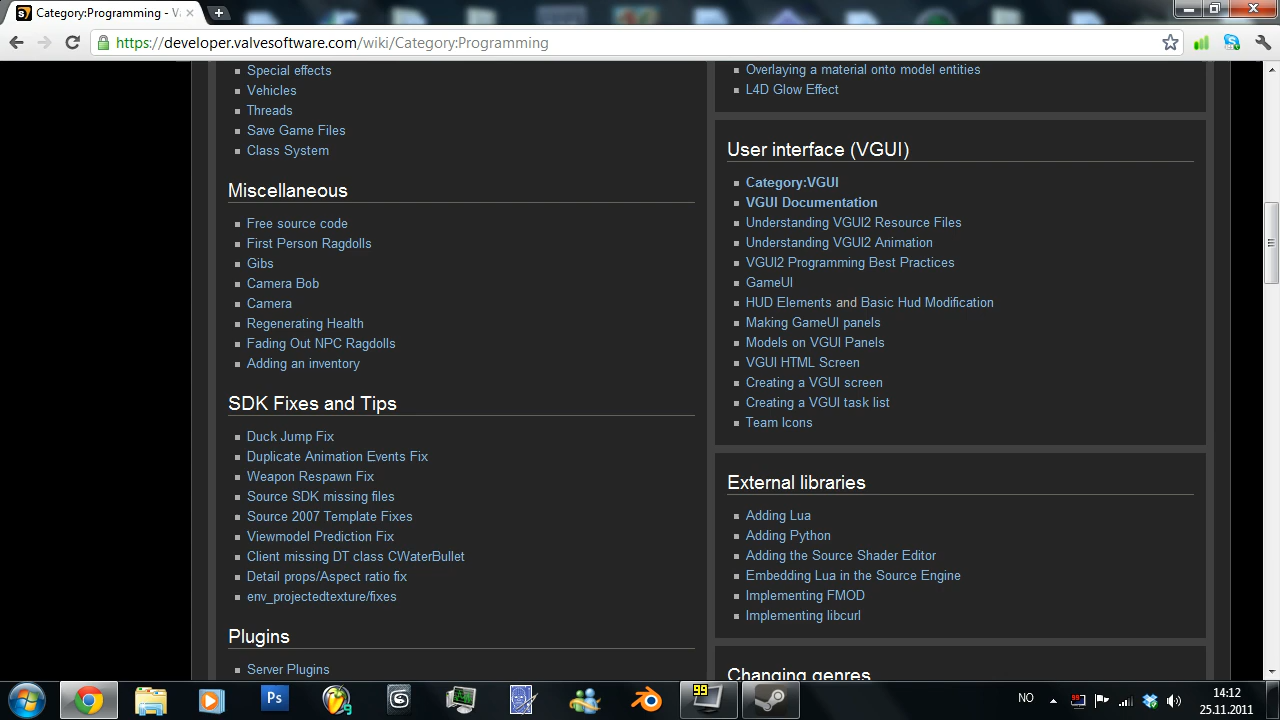 Category:Programming - Va
https://developer.valvesoftware.com/wiki/Category:Programming
Special effects
Vehicles
Threads
Save Game Files
Class System
Miscellaneous
Free source code
First Person Ragdolls
Gibs
Camera Bob
Camera
Regenerating Health
Fading Out NPC Ragdolls
Adding an inventory
SDK Fixes and Tips
Duck Jump Fix
Duplicate Animation Events Fix
Weapon Respawn Fix
Source SDK missing files
Source 2007 Template Fixes
Viewmodel Prediction Fix
Client missing DT class CWaterBullet
Detail props/Aspect ratio fix
env_projectedtexture/fixes
Plugins
Server Plugins
Overlaying a material onto model entities
L4D Glow Effect
User interface (VGUI)
Category:VGUI
VGUI Documentation
Understanding VGUI2 Resource Files
Understanding VGUI2 Animation
VGUI2 Programming Best Practices
GameUI
HUD Elements and Basic Hud Modification
Making GameUI panels
Models on VGUI Panels
VGUI HTML Screen
Creating a VGUI screen
Creating a VGUI task list
Team Icons
External libraries
Adding Lua
Adding Python
Adding the Source Shader Editor
Embedding Lua in the Source Engine
Implementing FMOD
Implementing libcurl
Changing genres
Ps
99
NO
99
14:12
25.11.2011